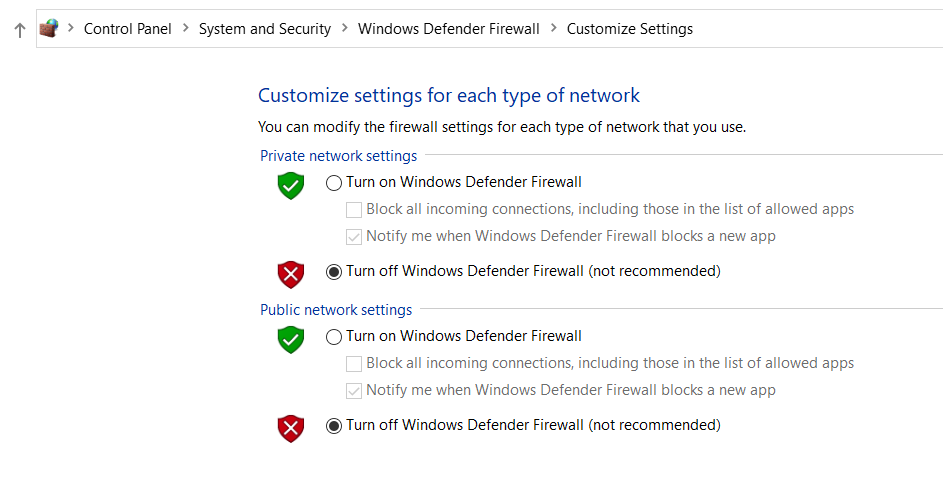 Control Panel > System and Security > Windows Defender Firewall > Customize Settings
Customize settings for each type of network
You can modify the firewall settings for each type of network that you use.
Private network settings
Turn on Windows Defender Firewall
Block all incoming connections, including those in the list of allowed apps
Notify me when Windows Defender Firewall blocks a new app
Turn off Windows Defender Firewall (not recommended)
Public network settings
Turn on Windows Defender Firewall
Block all incoming connections, including those in the list of allowed apps
Notify me when Windows Defender Firewall blocks a new app
Turn off Windows Defender Firewall (not recommended)